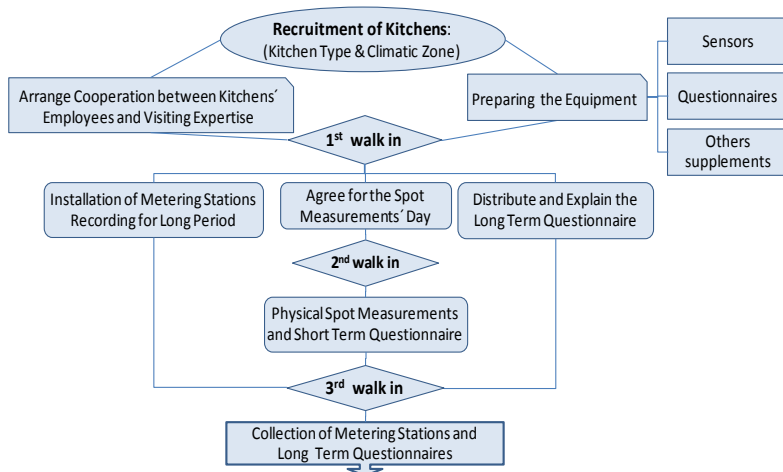 Recruitment of Kitchens:
(Kitchen Type & Climatic Zone)
Sensors
Arrange Cooperation between Kitchens´
Employees and Visiting Expertise
Preparing the Equipment
Questionnaires
Others
supplements
1st walk in
Installation of Metering Stations
Recording for Long Period
Agree for the Spot
Measurements´ Day
Distribute and Explain the
Long Term Questionnaire
2nd walk in
Physical Spot Measurements
and Short Term Questionnaire
3rd walk in
Collection of Metering Stations and
Long Term Questionnaires